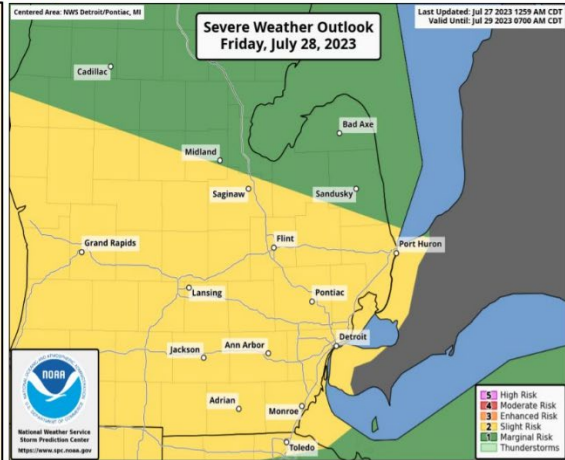 Centered Area: NWS Detroit/Pontiac, MI
Last Updated: Jul 27 2023 1259 AM CDT
Valid Until: Jul 29 2023 0700 AM CDT
Severe Weather Outlook
Friday, July 28, 2023
Cadillac
Bad Axe
Midland
Saginaw
Sandusky
Grand Rapids
Flint
Port Huron
Lansing
Pontiac
Detroit
Jackson
Ann Arbor
Adrian
Monroe
Toledo
NOAA
National Weather Service
Storm Prediction Center
https://www.spc.noaa.gov
5 High Risk
4 Moderate Risk
3 Enhanced Risk
2 Slight Risk
1 Marginal Risk
Thunderstorms